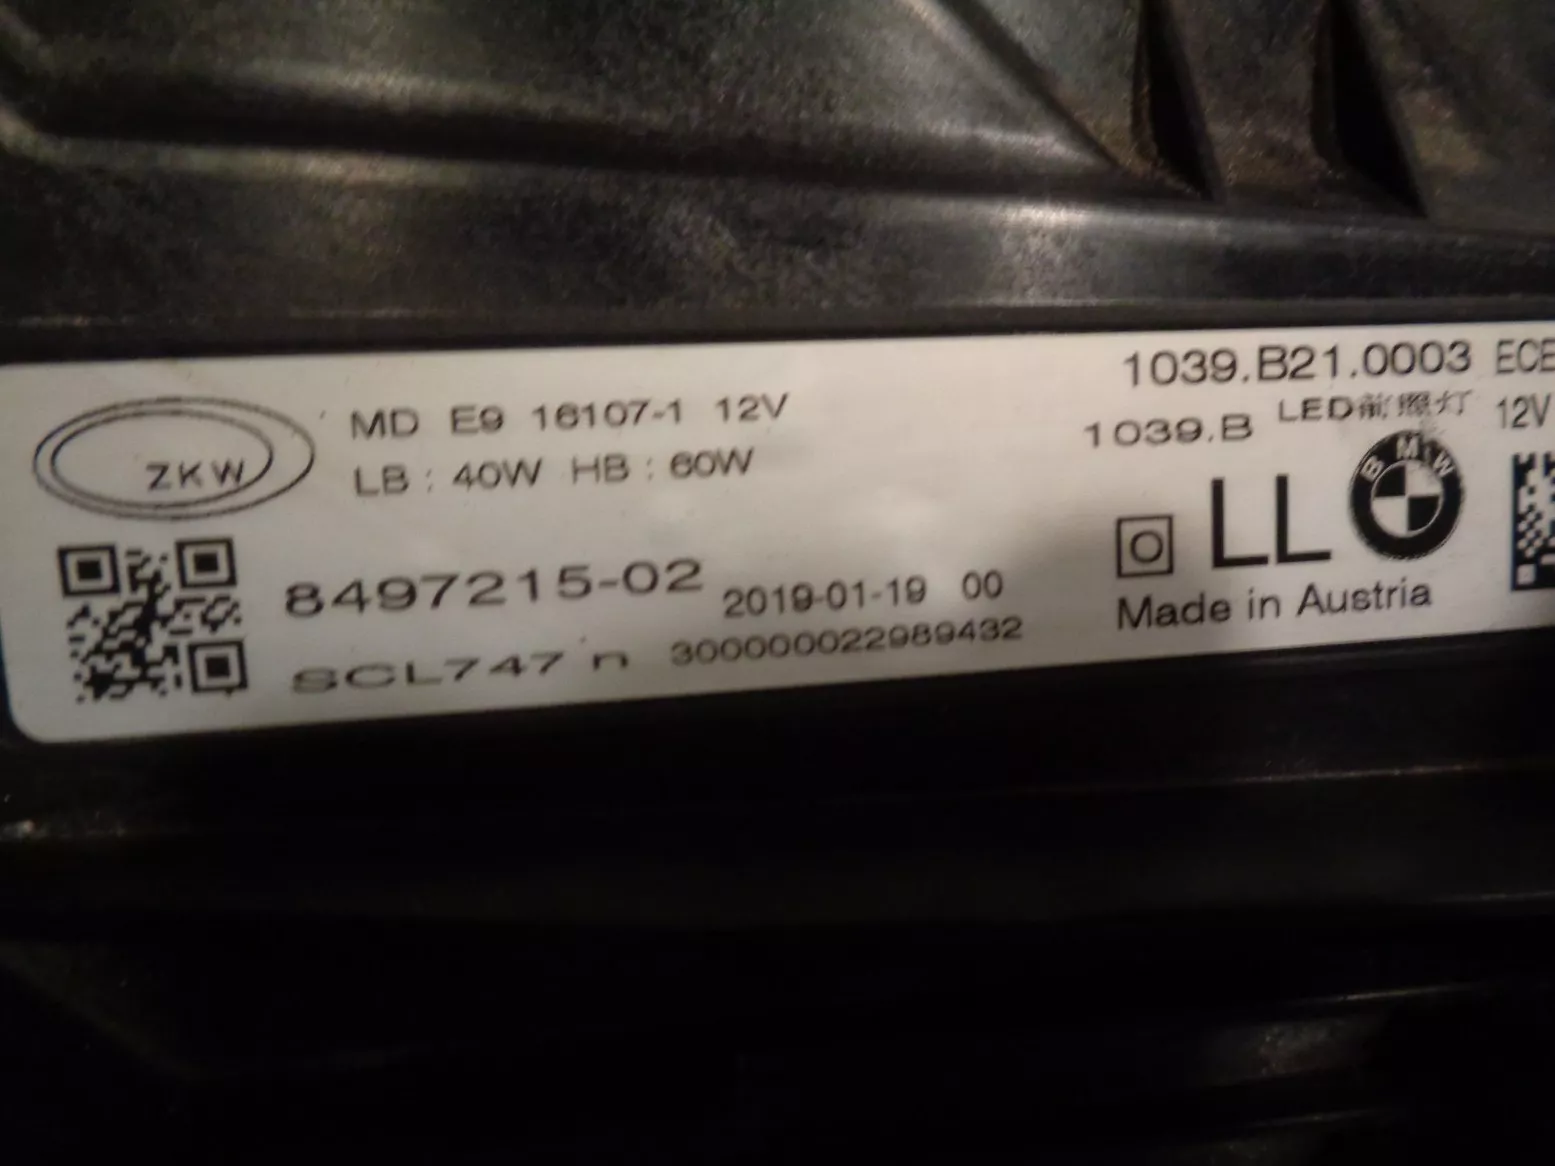 ZKW
MD E9 16107-1 12V
LB : 40W HB : 60W
8497215-02 2019-01-19 00
SCL747 n 300000022989432
1039.B21.0003 ECE
1039.B LED前照灯 12V
LL BMW
Made in Austria